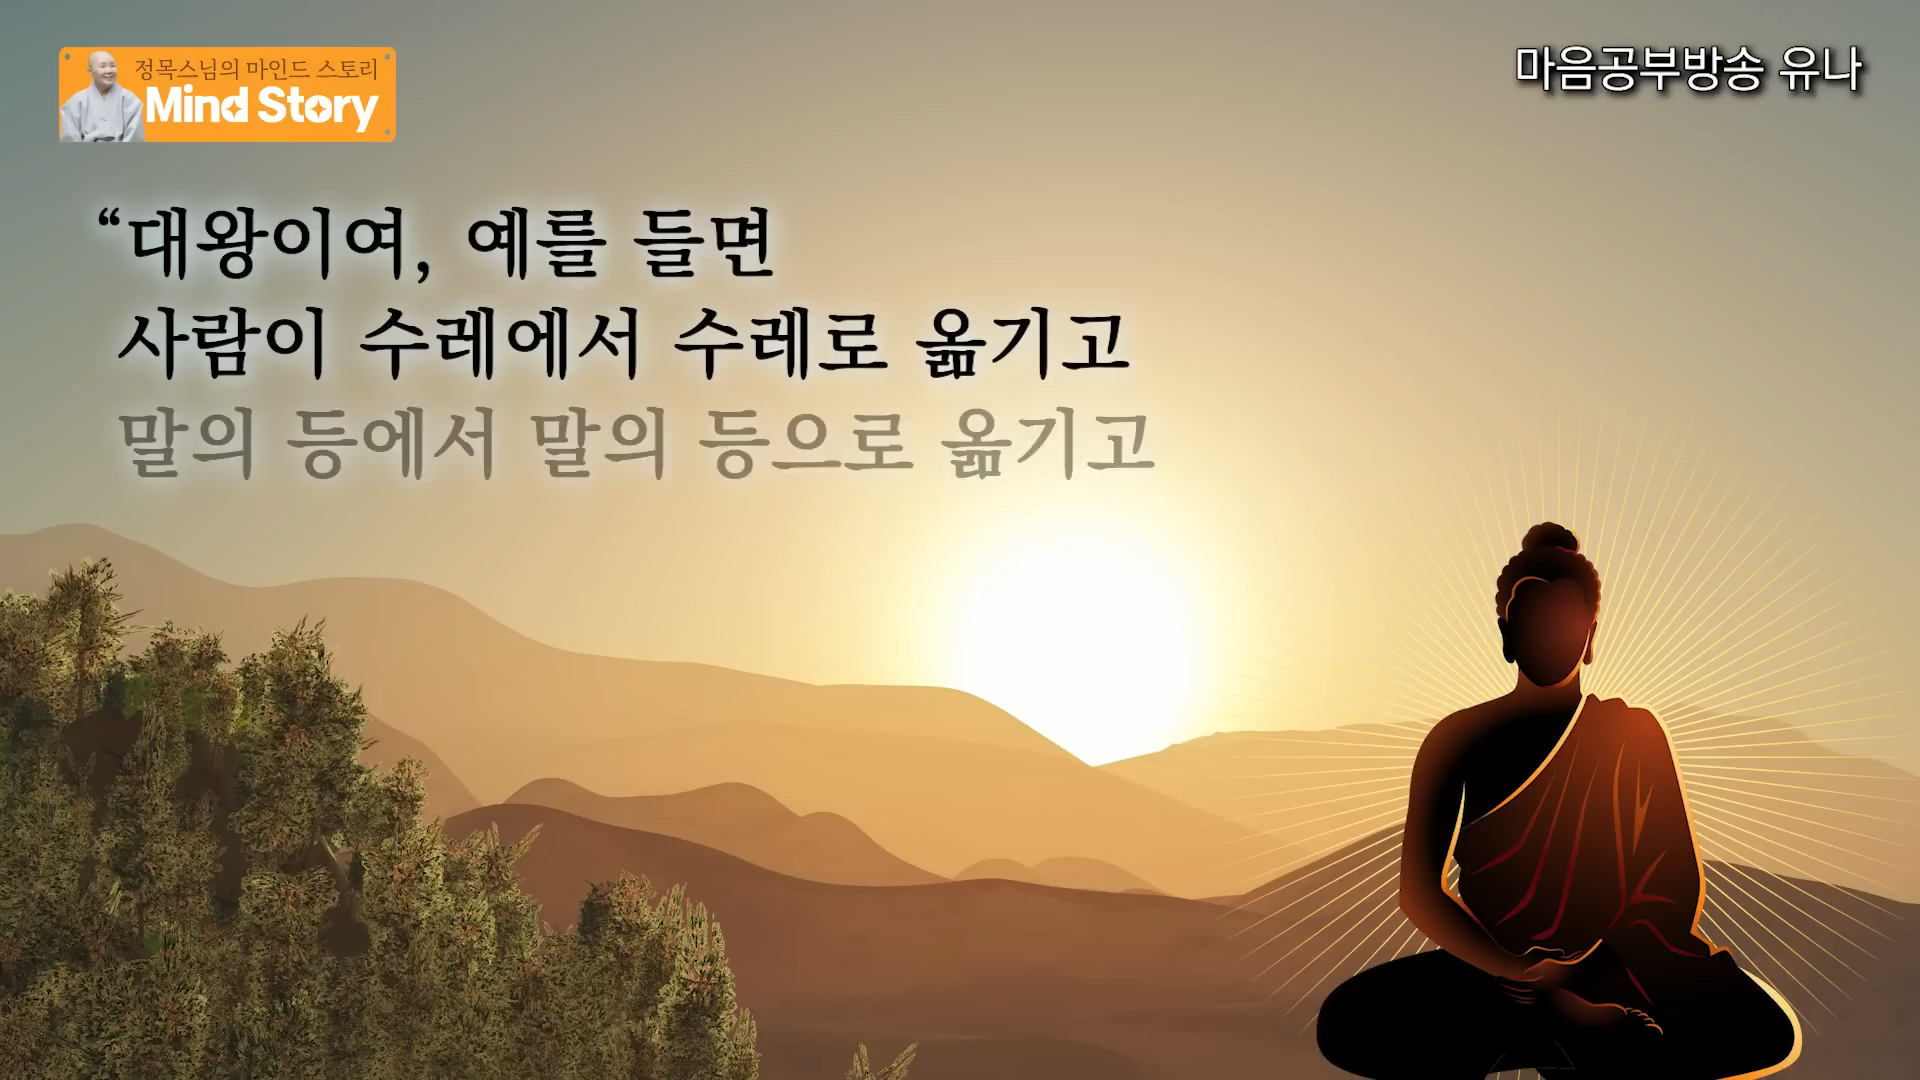 정목스님의 마인드 스토리
Mind Story
마음공부방송 유나
“대왕이여, 예를 들면
사람이 수레에서 수레로 옮기고
말의 등에서 말의 등으로 옮기고